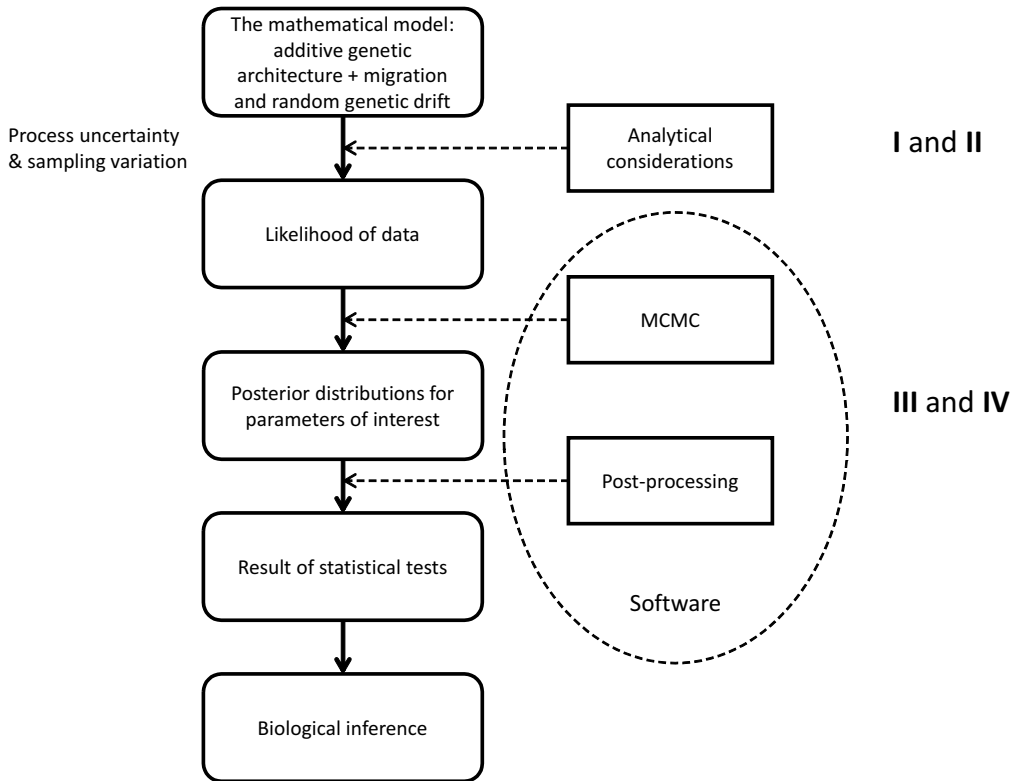 The mathematical model:
additive genetic
architecture + migration
and random genetic drift
Process uncertainty
& sampling variation
Analytical
considerations
I and II
Likelihood of data
MCMC
Posterior distributions for
parameters of interest
III and IV
Post-processing
Result of statistical tests
Software
Biological inference